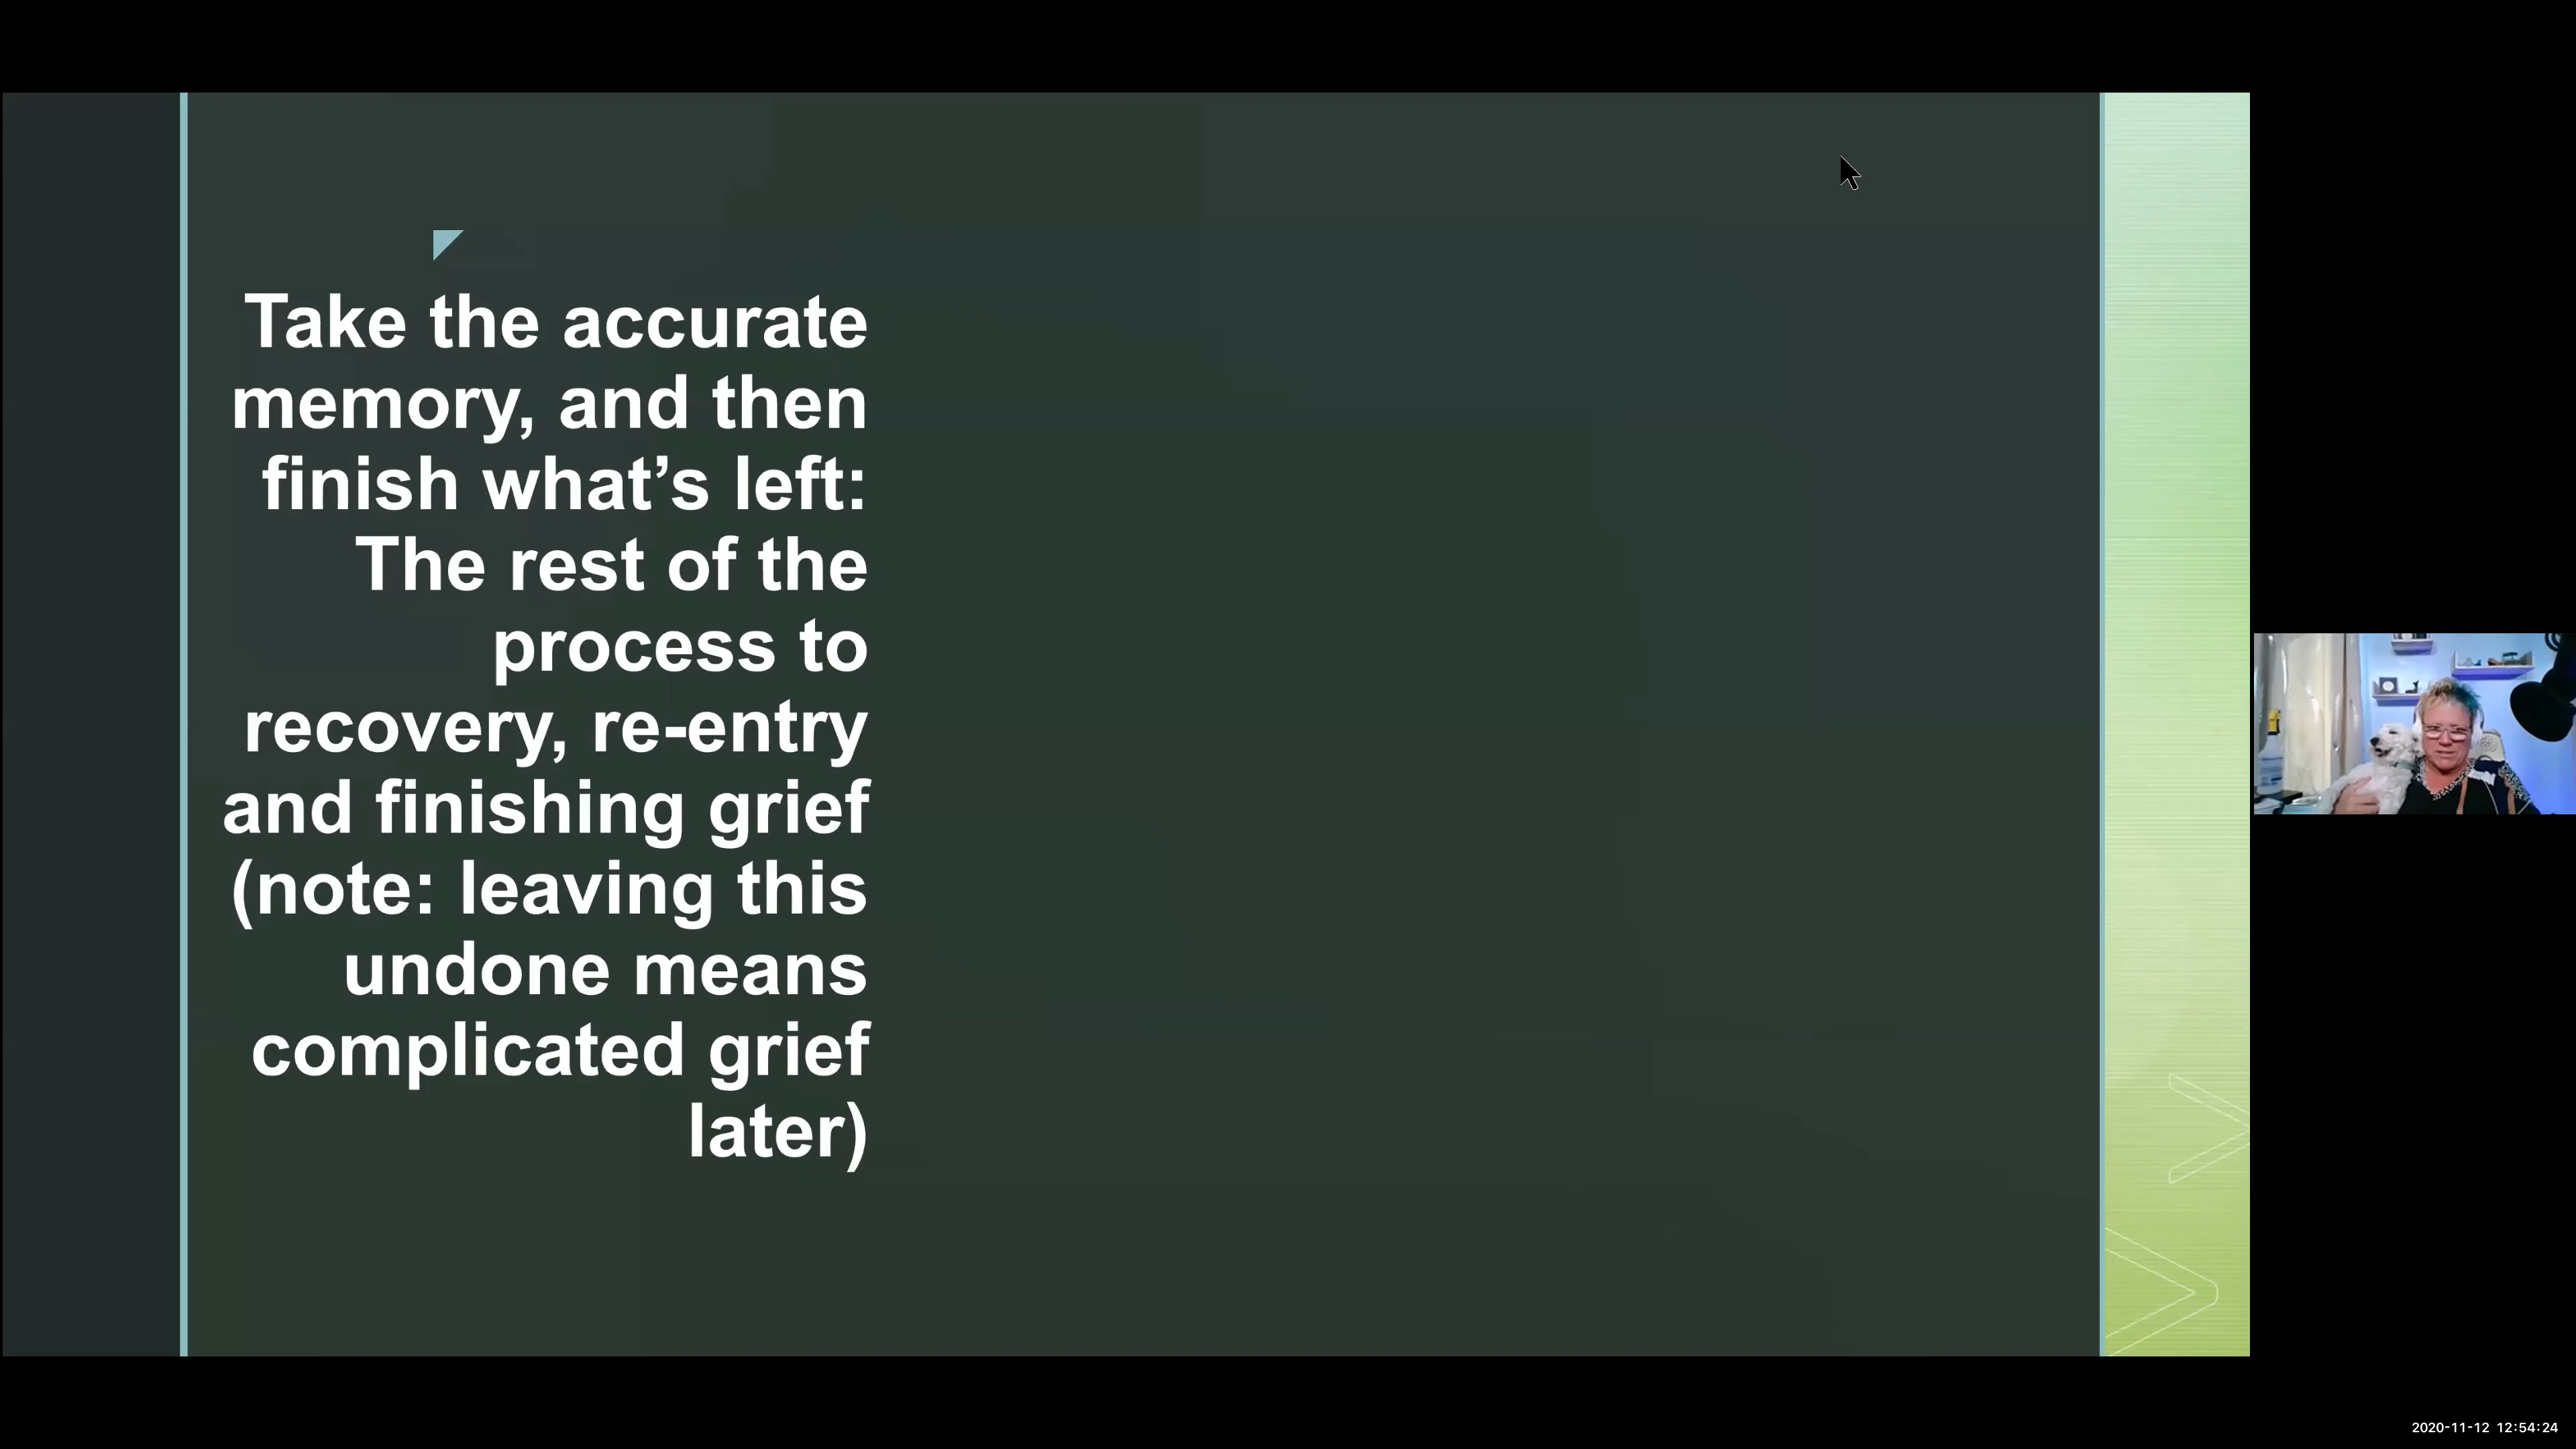 Take the accurate
memory, and then
finish what’s left:
The rest of the
process to
recovery, re-entry
and finishing grief
(note: leaving this
undone means
complicated grief
later)
2020-11-12 12:54:24